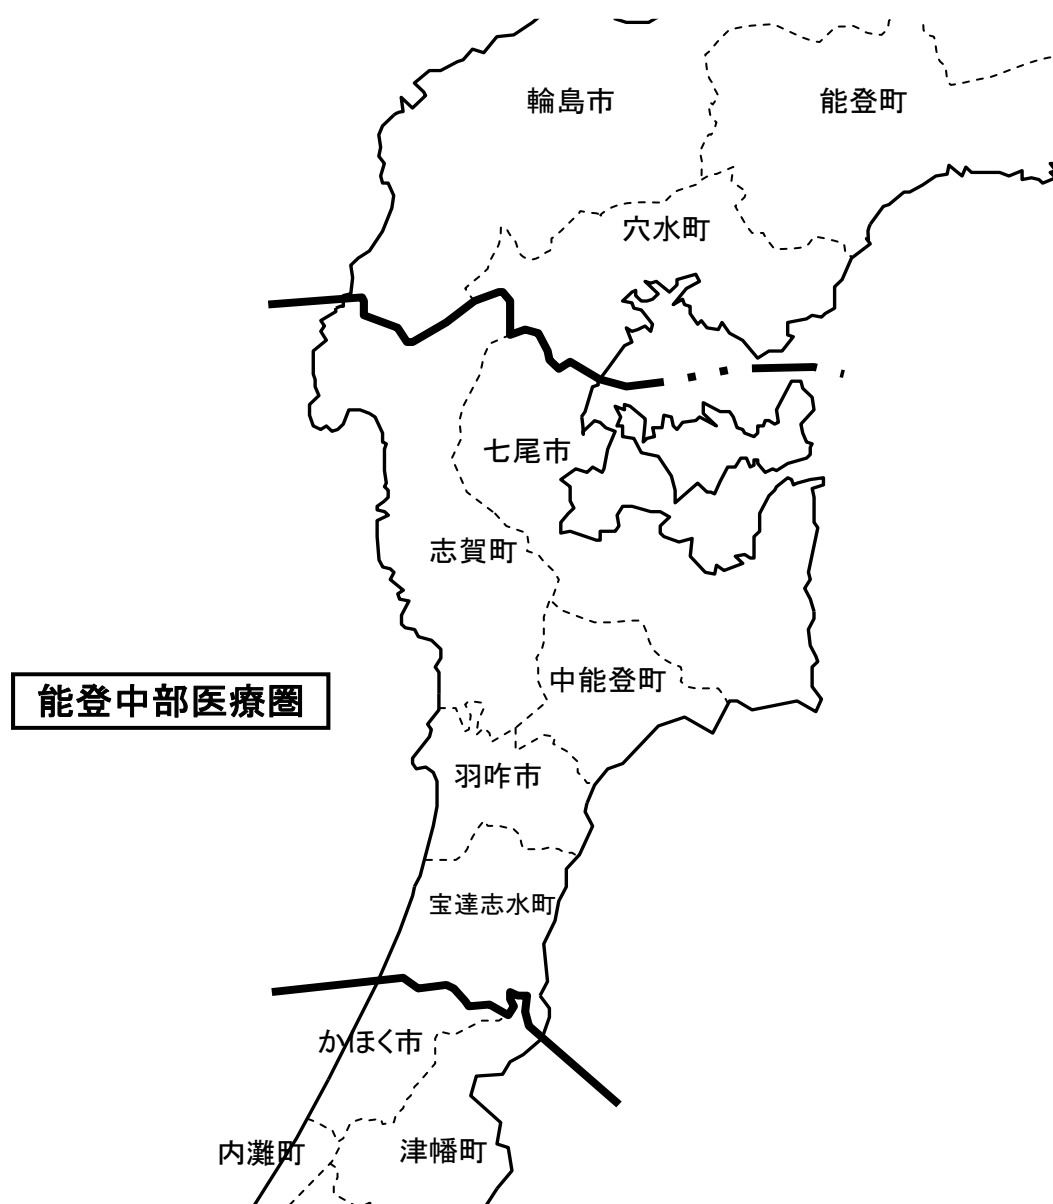 輪島市
能登町
穴水町
七尾市
志賀町
中能登町
能登中部医療圏
羽咋市
宝達志水町
かほく市
内灘町
津幡町